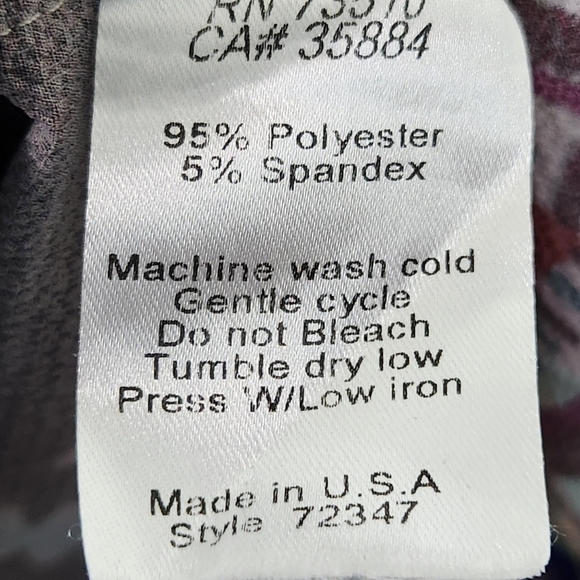 RN
CA# 35884
95% Polyester
5% Spandex
Machine wash cold
Gentle cycle
Do not Bleach
Tumble dry low
Press W/Low iron
Made in U.S.A
Style 72347